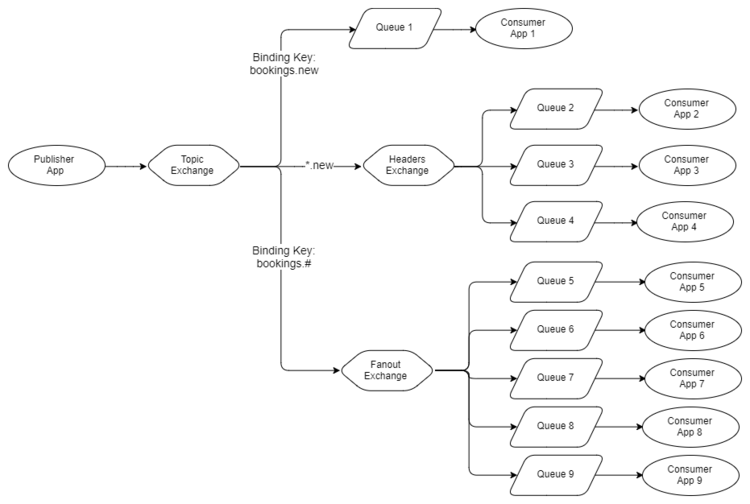 Publisher
App
Topic
Exchange
Binding Key:
bookings.new
Queue 1
Consumer
App 1
*.new
Headers
Exchange
Queue 2
Consumer
App 2
Queue 3
Consumer
App 3
Queue 4
Consumer
App 4
Binding Key:
bookings.#
Fanout
Exchange
Queue 5
Consumer
App 5
Queue 6
Consumer
App 6
Queue 7
Consumer
App 7
Queue 8
Consumer
App 8
Queue 9
Consumer
App 9